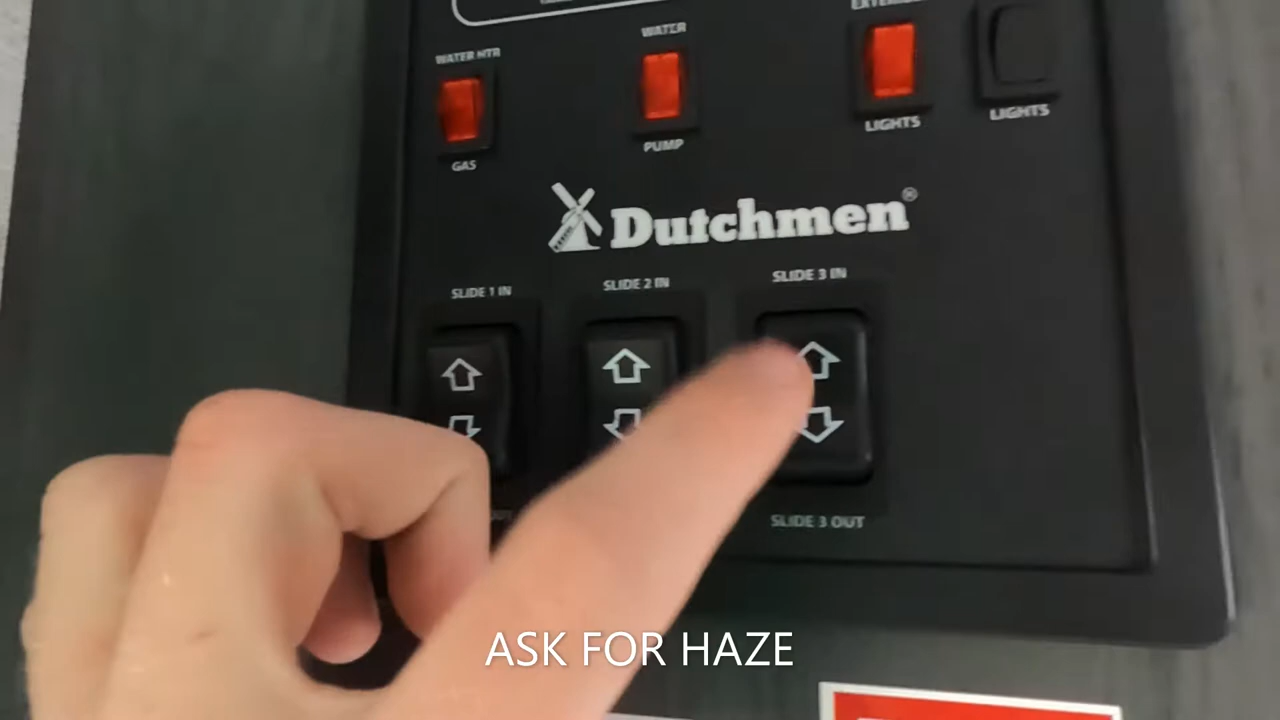 WATER HTR
WATER
EXTERIOR
GAS
PUMP
LIGHTS
LIGHTS
Dutchmen®
SLIDE 1 IN
SLIDE 2 IN
SLIDE 3 IN
SLIDE 3 OUT
ASK FOR HAZE